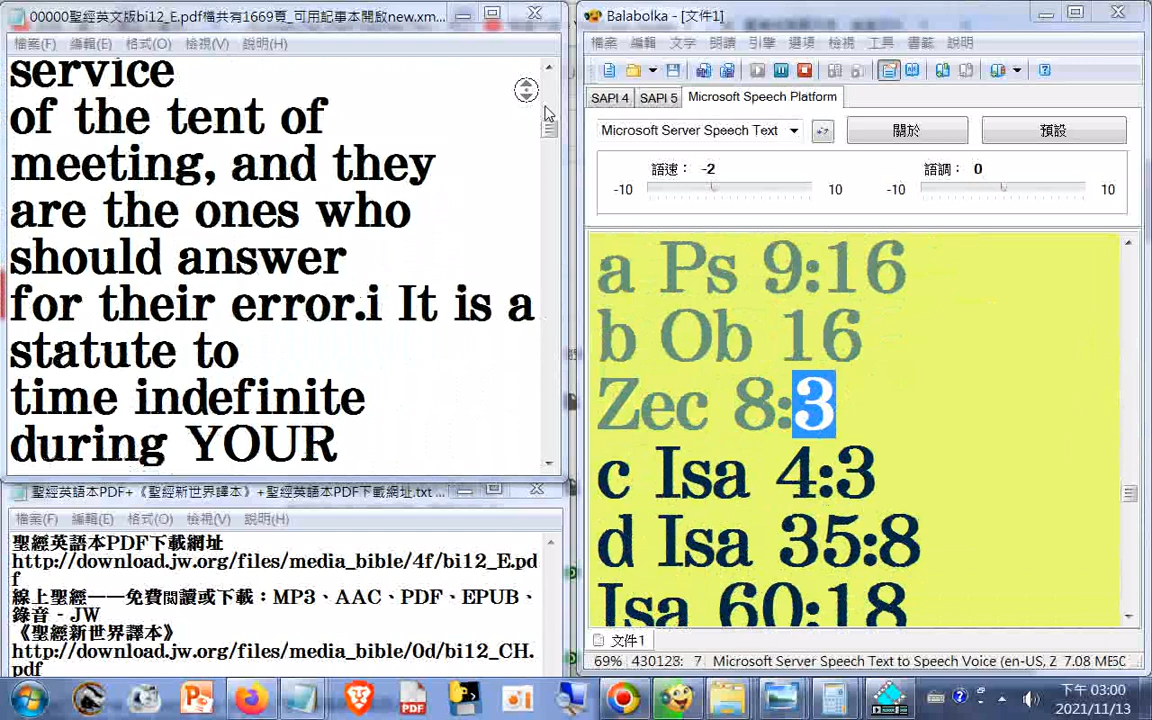 00000聖經英文版bi12_E.pdf檔共有1669頁_可用記事本開啟new.xm...
檔案(F) 編輯(E) 格式(O) 檢視(V) 說明(H)
service
of the tent of
meeting, and they
are the ones who
should answer
for their error.i It is a
statute to
time indefinite
during YOUR
聖經英語本PDF+《聖經新世界譯本》+聖經英語本PDF下載網址.txt ...
檔案(F) 編輯(E) 格式(O) 檢視(V) 說明(H)
聖經英語本PDF下載網址
http://download.jw.org/files/media_bible/4f/bi12_E.pd
f
線上聖經——免費閱讀或下載：MP3、AAC、PDF、EPUB、
錄音 - JW
《聖經新世界譯本》
http://download.jw.org/files/media_bible/0d/bi12_CH.
pdf
Balabolka - [文件1]
檔案 編輯 文字 朗讀 引擎 選項 檢視 工具 書籤 說明
SAPI 4 SAPI 5 Microsoft Speech Platform
Microsoft Server Speech Text 關於 預設
語速： -2 語調： 0
-10 10 -10 10
a Ps 9:16
b Ob 16
Zec 8:3
c Isa 4:3
d Isa 35:8
Isa 60:18
文件1
69% 430128: 7 Microsoft Server Speech Text to Speech Voice (en-US, Z 7.08 ME
下午 03:00
2021/11/13